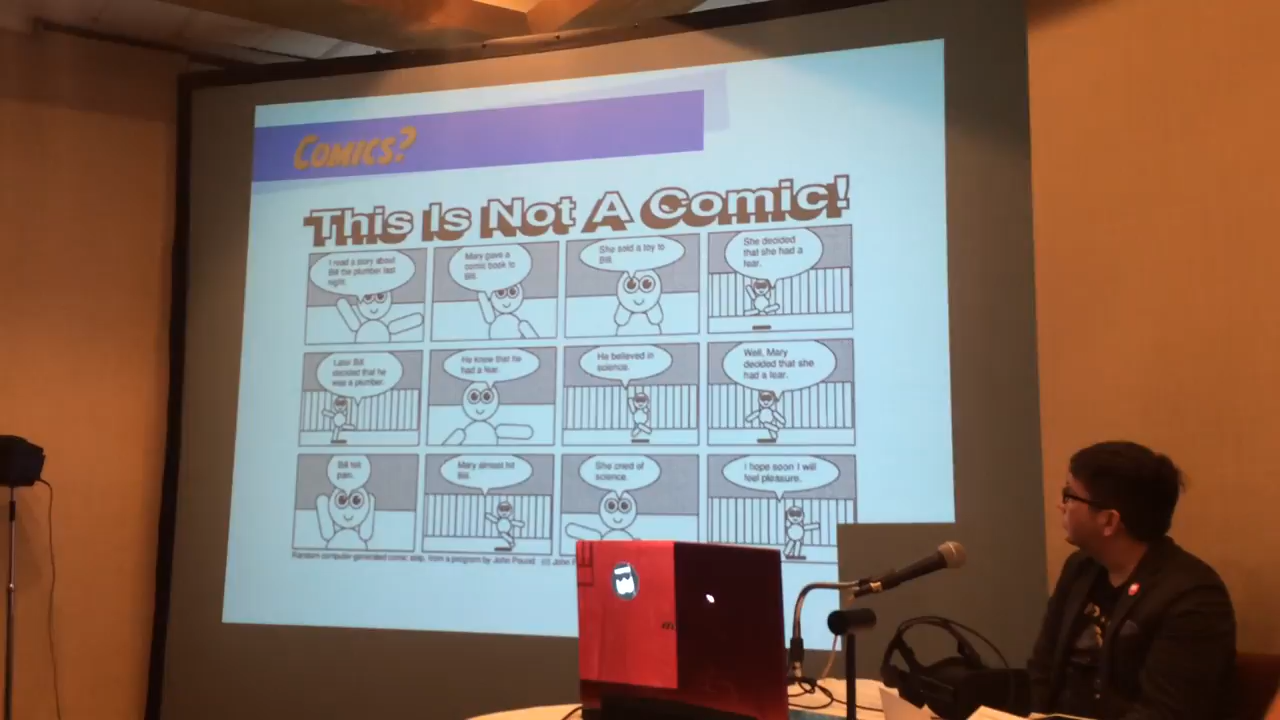 Comics?
This Is Not A Comic!
I read a story about
Bill the plumber last
night.
Mary gave a
comic book to
Bill.
She sold a toy to
Bill.
She decided
that she had a
fear.
Later Bill
decided that he
was a plumber.
He knew that he
had a fear.
He believed in
science.
Well, Mary
decided that she
had a fear.
Bill felt
pain.
Mary almost hit
Bill.
She cried of
science.
I hope soon I will
feel pleasure.
Random computer-generated comic strip, from a program by John Pound (c) John